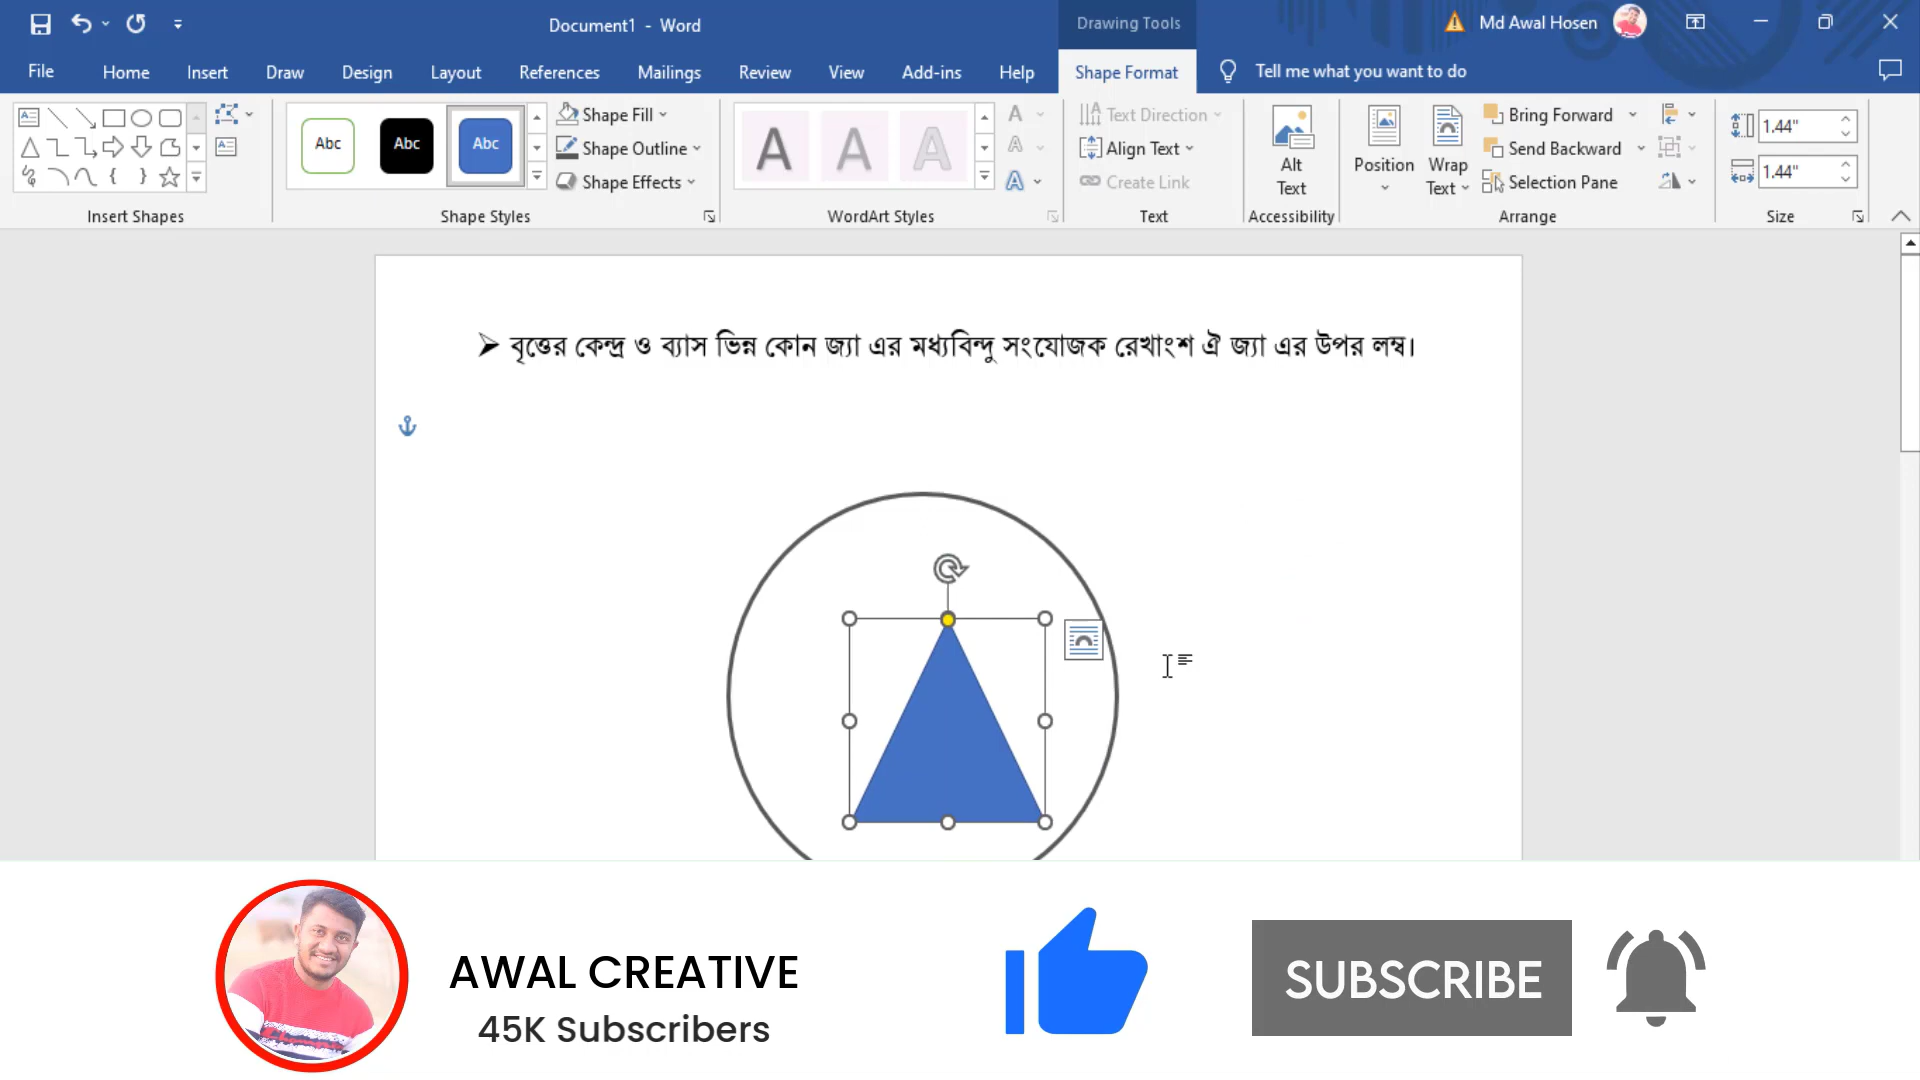 Document1 - Word
Drawing Tools
Md Awal Hosen
File Home Insert Draw Design Layout References Mailings Review View Add-ins Help Shape Format Tell me what you want to do
Abc Abc Abc
Shape Fill
Shape Outline
Shape Effects
A A A
Text Direction
Align Text
Create Link
Alt Text
Position
Wrap Text
Bring Forward
Send Backward
Selection Pane
1.44"
1.44"
Insert Shapes Shape Styles WordArt Styles Text Accessibility Arrange Size
➢ বৃত্তের কেন্দ্র ও ব্যাস ভিন্ন কোন জ্যা এর মধ্যবিন্দু সংযোজক রেখাংশ ঐ জ্যা এর উপর লম্ব।
AWAL CREATIVE
45K Subscribers
SUBSCRIBE